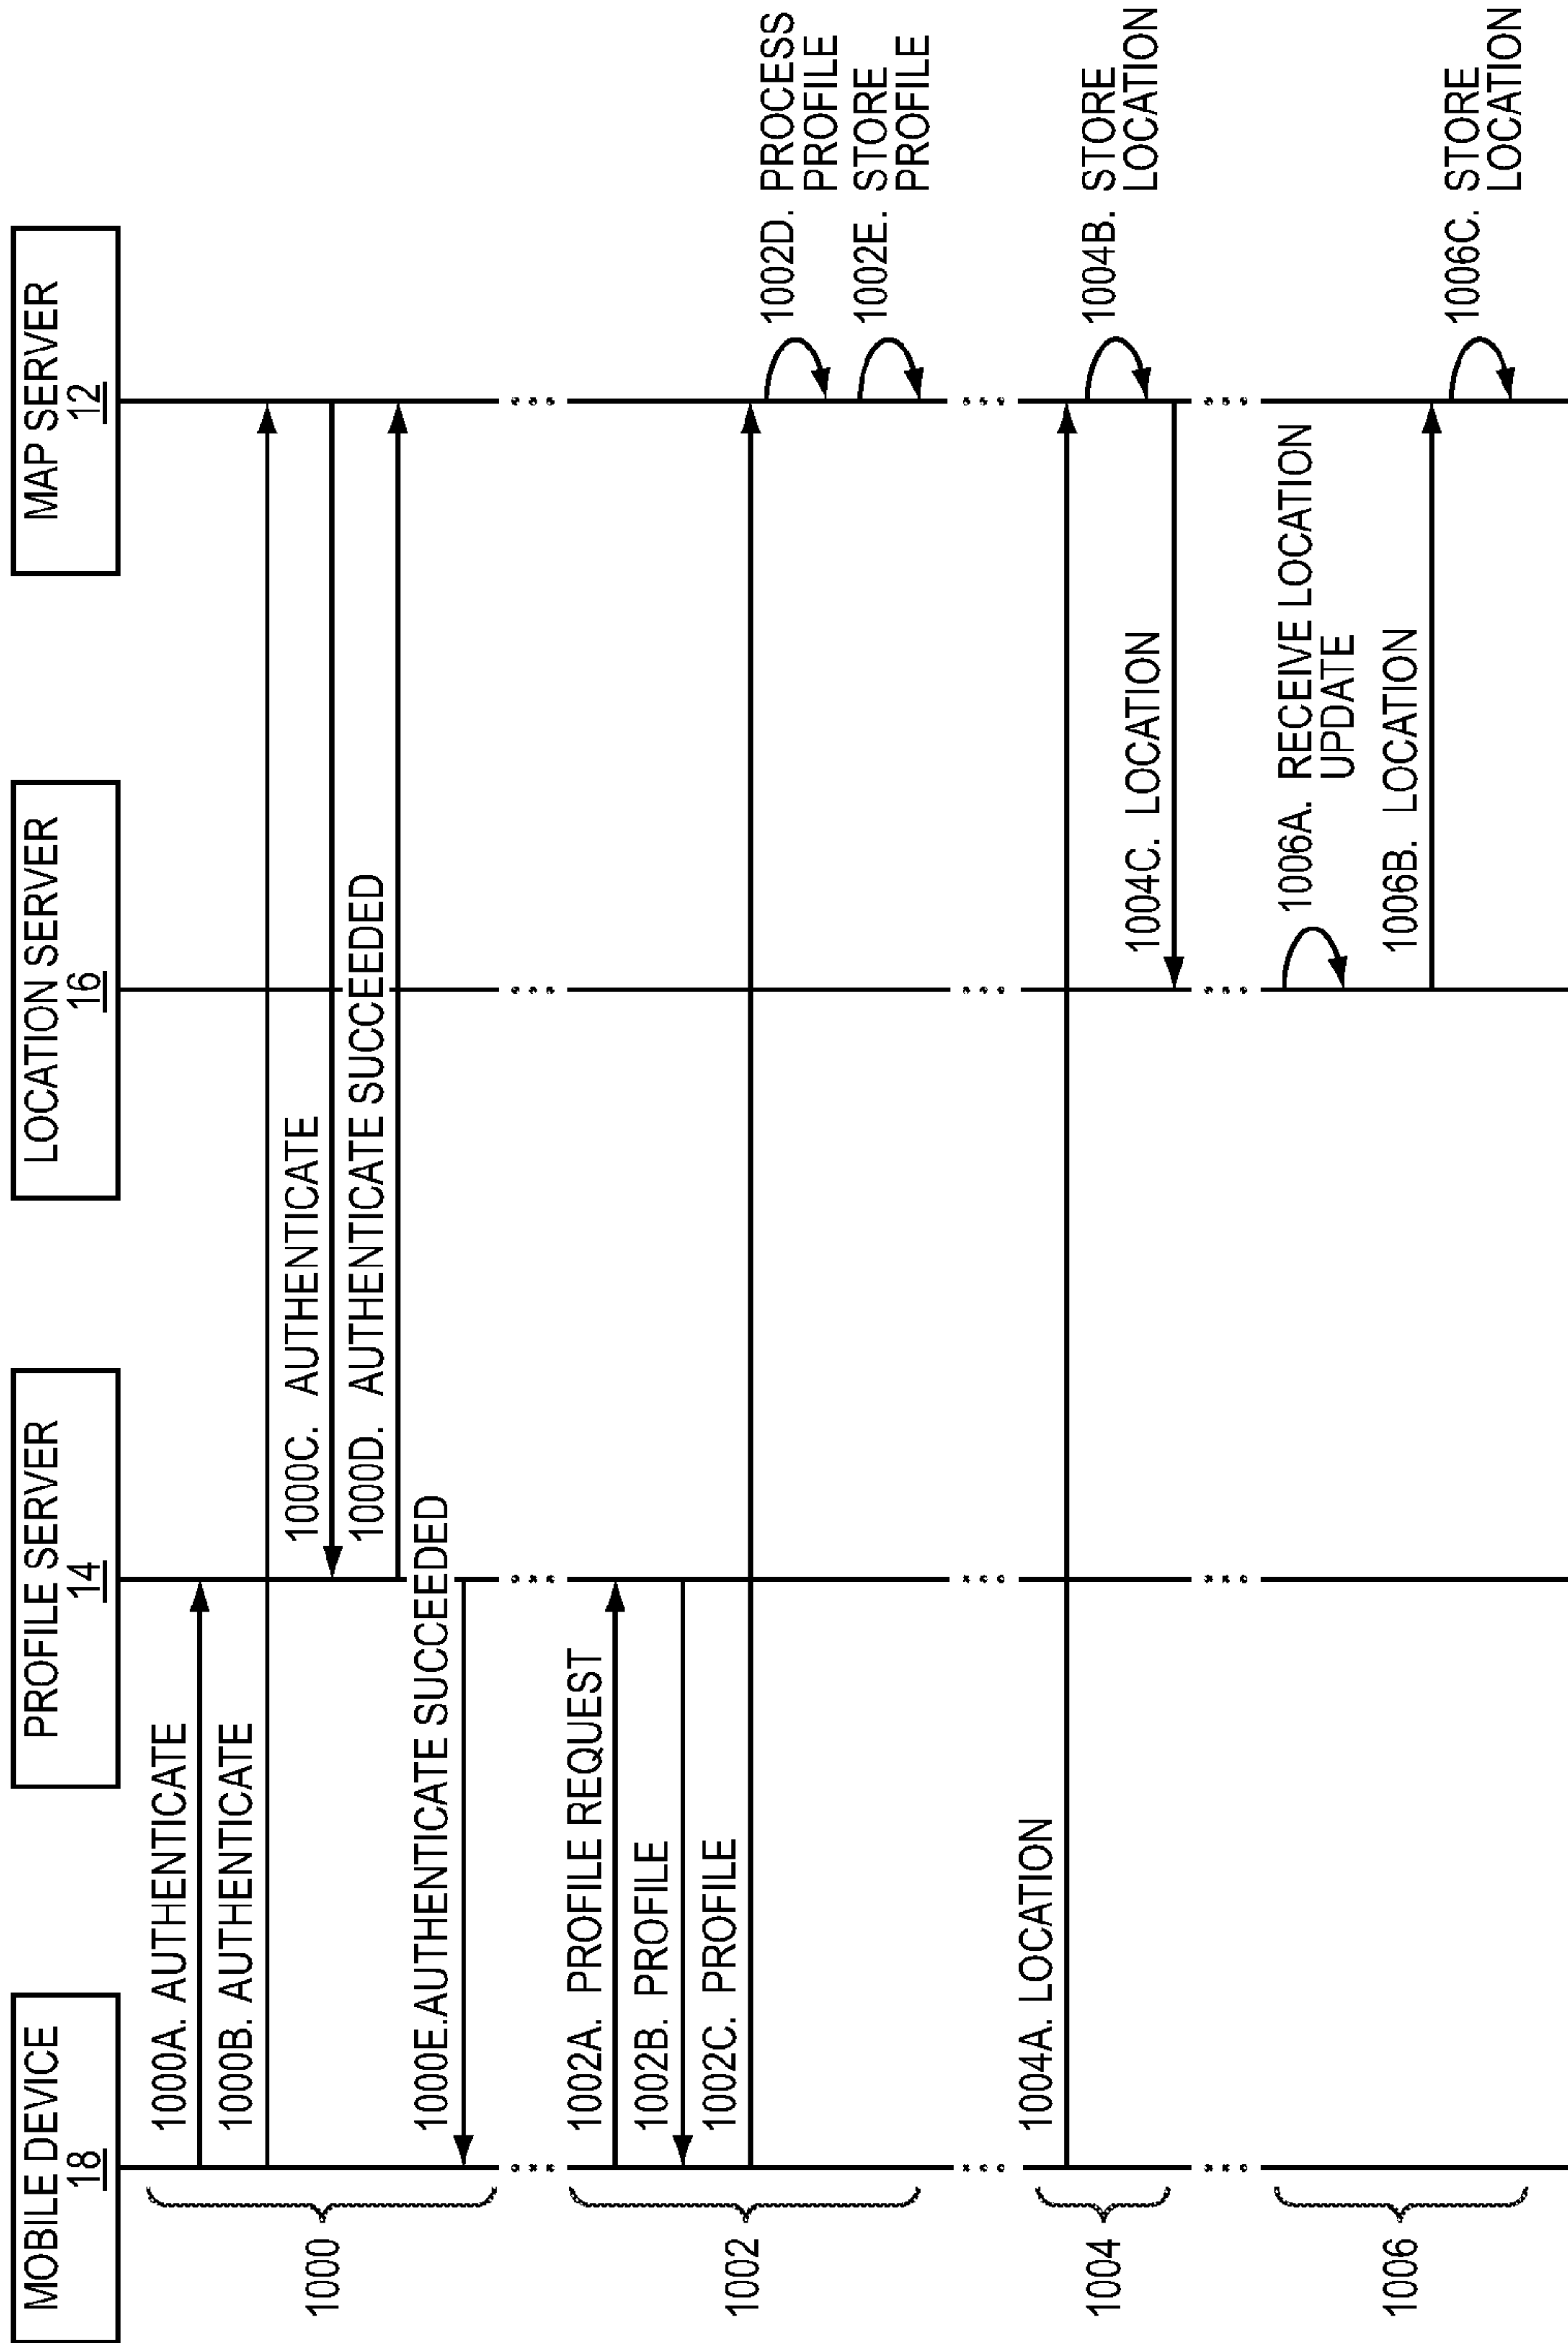 MOBILE DEVICE
18
PROFILE SERVER
14
LOCATION SERVER
16
MAP SERVER
12
1000
1000A. AUTHENTICATE
1000B. AUTHENTICATE
1000C. AUTHENTICATE
1000D. AUTHENTICATE SUCCEEDED
1000E.AUTHENTICATE SUCCEEDED
1002
1002A. PROFILE REQUEST
1002B. PROFILE
1002C. PROFILE
1002D. PROCESS
PROFILE
1002E. STORE
PROFILE
1004
1004A. LOCATION
1004B. STORE
LOCATION
1004C. LOCATION
1006
1006A. RECEIVE LOCATION
UPDATE
1006B. LOCATION
1006C. STORE
LOCATION